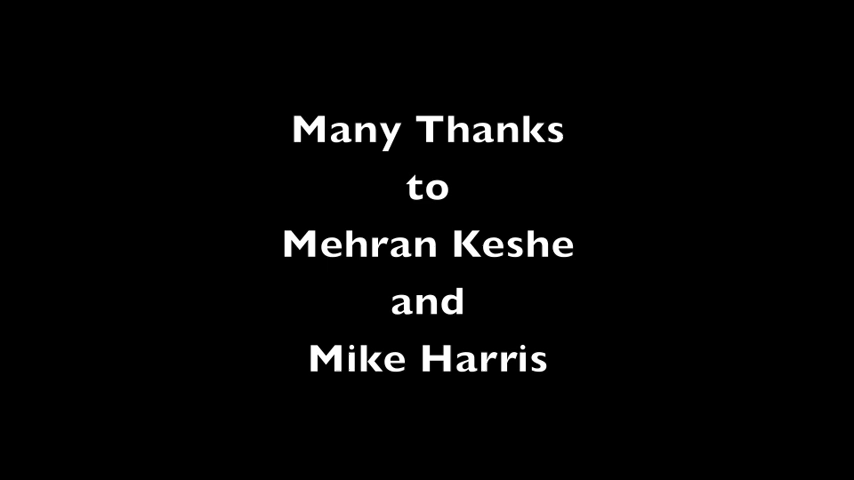 Many Thanks
to
Mehran Keshe
and
Mike Harris